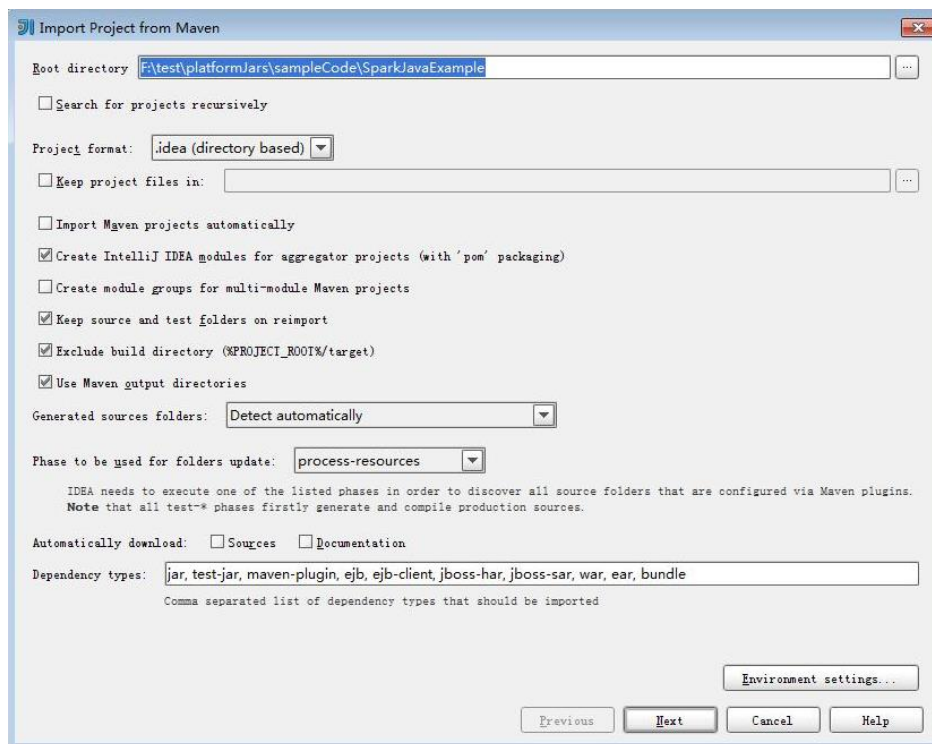 Import Project from Maven
Root directory F:\test\platformJars\sampleCode\SparkJavaExample ...
Search for projects recursively
Project format: .idea (directory based)
Keep project files in: ...
Import Maven projects automatically
Create IntelliJ IDEA modules for aggregator projects (with 'pom' packaging)
Create module groups for multi-module Maven projects
Keep source and test folders on reimport
Exclude build directory (%PROJECT_ROOT%/target)
Use Maven output directories
Generated sources folders: Detect automatically
Phase to be used for folders update: process-resources
IDEA needs to execute one of the listed phases in order to discover all source folders that are configured via Maven plugins.
Note that all test-* phases firstly generate and compile production sources.
Automatically download: Sources Documentation
Dependency types: jar, test-jar, maven-plugin, ejb, ejb-client, jboss-har, jboss-sar, war, ear, bundle
Comma separated list of dependency types that should be imported
Environment settings...
Previous Next Cancel Help